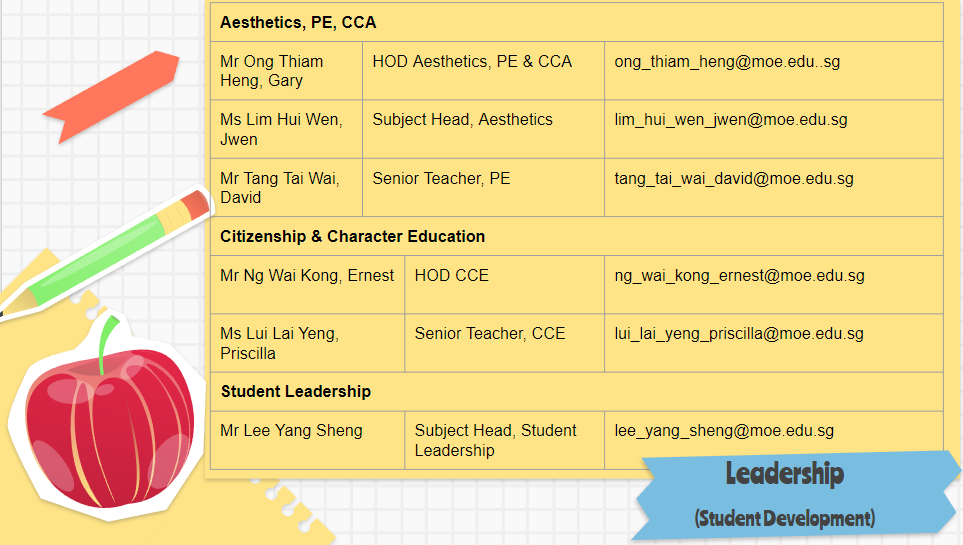 Aesthetics, PE, CCA
Mr Ong Thiam
Heng, Gary
HOD Aesthetics, PE & CCA
ong_thiam_heng@moe.edu..sg
Ms Lim Hui Wen,
Jwen
Subject Head, Aesthetics
lim_hui_wen_jwen@moe.edu.sg
Mr Tang Tai Wai,
David
Senior Teacher, PE
tang_tai_wai_david@moe.edu.sg
Citizenship & Character Education
Mr Ng Wai Kong, Ernest
HOD CCE
ng_wai_kong_ernest@moe.edu.sg
Ms Lui Lai Yeng,
Priscilla
Senior Teacher, CCE
lui_lai_yeng_priscilla@moe.edu.sg
Student Leadership
Mr Lee Yang Sheng
Subject Head, Student
Leadership
lee_yang_sheng@moe.edu.sg
Leadership
(Student Development)